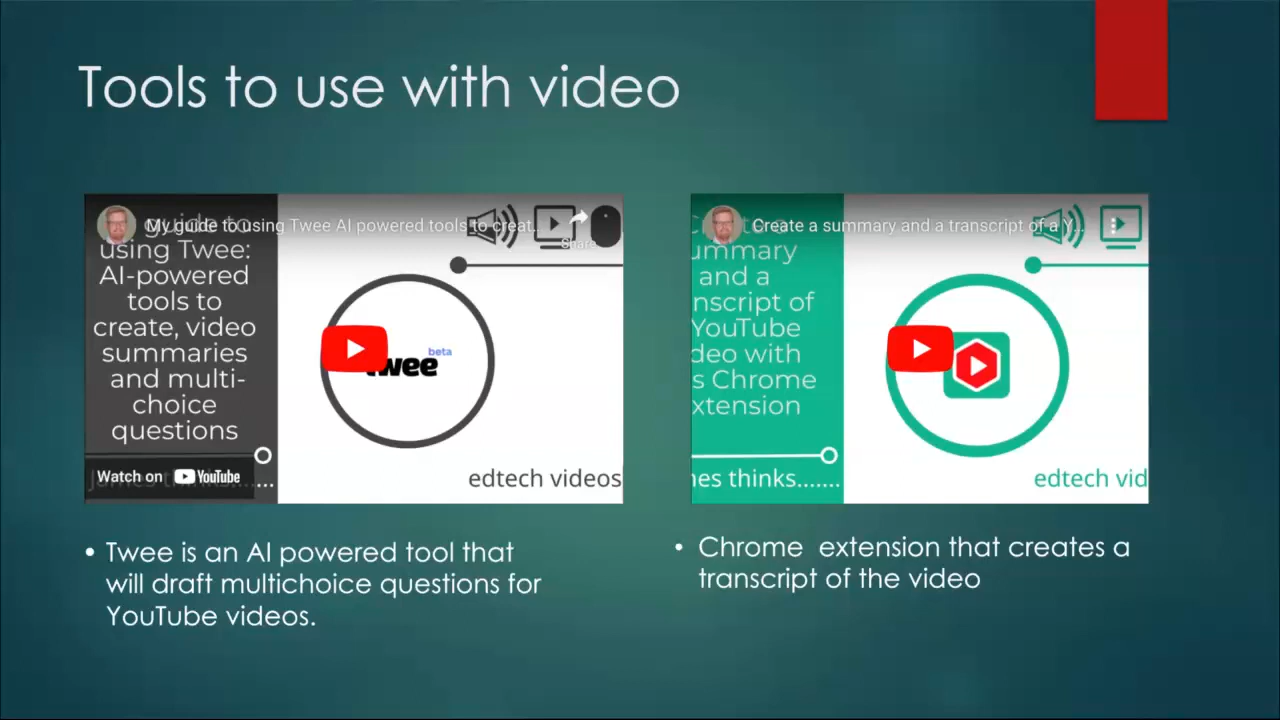 Tools to use with video
My guide to using Twee AI powered tools to creat...
Share
guide to
using Twee:
AI-powered
tools to
create, video
summaries
and multi-
choice
questions
Watch on YouTube
beta
twee
edtech videos
Create a summary and a transcript of a Y...
ummary
and a
nscript of
YouTube
deo with
s Chrome
xtension
nes thinks.......
edtech vid
• Twee is an AI powered tool that
will draft multichoice questions for
YouTube videos.
• Chrome extension that creates a
transcript of the video